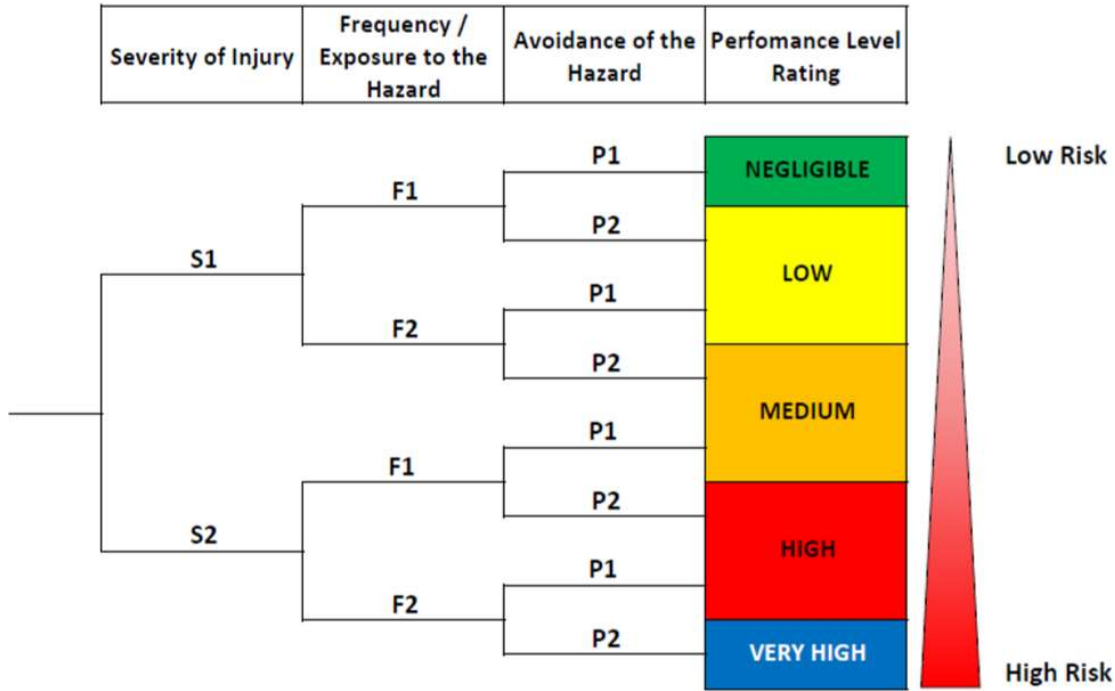 Severity of Injury
Frequency /
Exposure to the
Hazard
Avoidance of the
Hazard
Perfomance Level
Rating
P1
NEGLIGIBLE
Low Risk
F1
P2
S1
LOW
P1
F2
P2
MEDIUM
P1
F1
P2
S2
HIGH
P1
F2
P2
VERY HIGH
High Risk